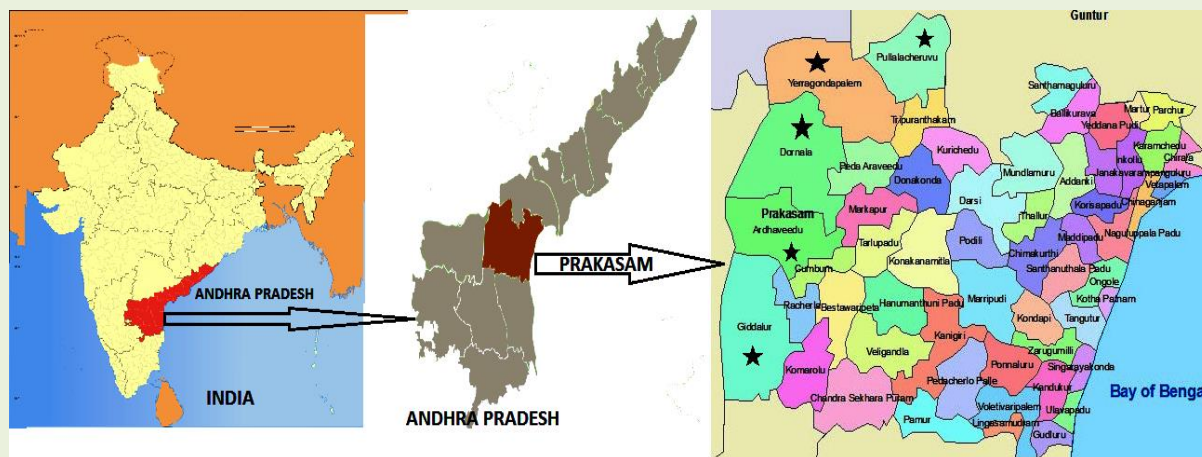 ANDHRA PRADESH
INDIA
PRAKASAM
ANDHRA PRADESH
Guntur
Pullalacheruvu
Yerragondapalem
Santhamaguluru
Martur
Parchur
Ballikurava
Yeddana Pudi
Tripuranthakam
Karamchedu
Chirala
Dornala
Kurichedu
Inkollu
Peda Araveedu
Donakonda
Mundlamuru
Addanki
Janakavarampanguluru
Vetapalem
Prakasam
Markapur
Darsi
Thallur
Korisapadu
Chinaganjam
Ardhaveedu
Naguluppala Padu
Tarlupadu
Podili
Maddipadu
Chimakurthi
Cumbum
Konakanamitla
Santhanuthala Padu
Ongole
Racherla
Bestawaripeta
Hanumanthuni Padu
Marripudi
Kotha Patnam
Giddalur
Kondapi
Tangutur
Kanigiri
Komarolu
Veligandla
Zarugumilli
Ponnaluru
Singarayakonda
Pedacherlo Palle
Kandukur
Chandra Sekhara Puram
Voletivaripalem
Ulavapadu
Bay of Benga
Pamur
Lingasamudram
Gudluru